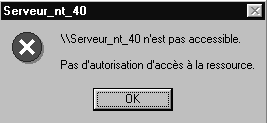 Serveur_nt_40
\\Serveur_nt_40 n'est pas accessible.
Pas d'autorisation d'accès à la ressource.
OK